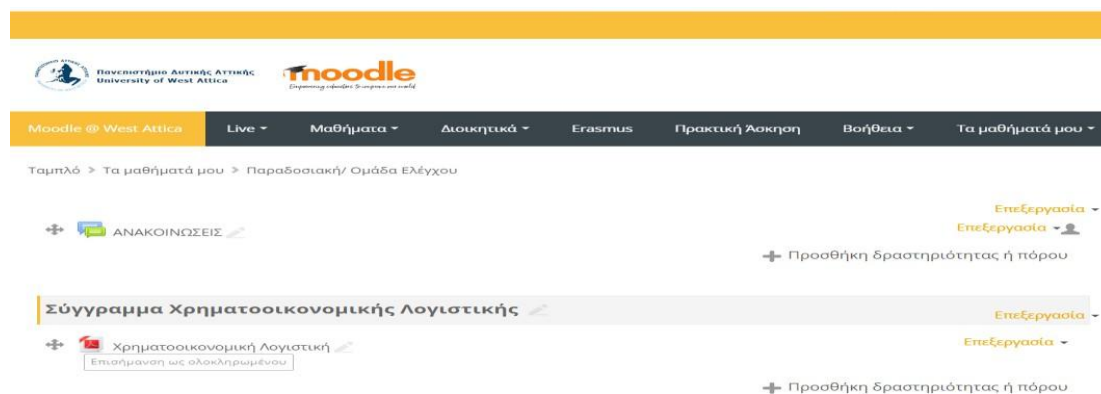 Πανεπιστήμιο Δυτικής Αττικής
University of West Attica
moodle
Moodle @ West Attica Live Μαθήματα Διοικητικά Erasmus Πρακτική Άσκηση Βοήθεια Τα μαθήματά μου
Ταμπλό > Τα μαθήματά μου > Παραδοσιακή/ Ομάδα Ελέγχου
Επεξεργασία
ΑΝΑΚΟΙΝΩΣΕΙΣ Επεξεργασία
Προσθήκη δραστηριότητας ή πόρου
Σύγγραμμα Χρηματοοικονομικής Λογιστικής
Επεξεργασία
Χρηματοοικονομική Λογιστική Επεξεργασία
Επισήμανση ως ολοκληρωμένου
Προσθήκη δραστηριότητας ή πόρου